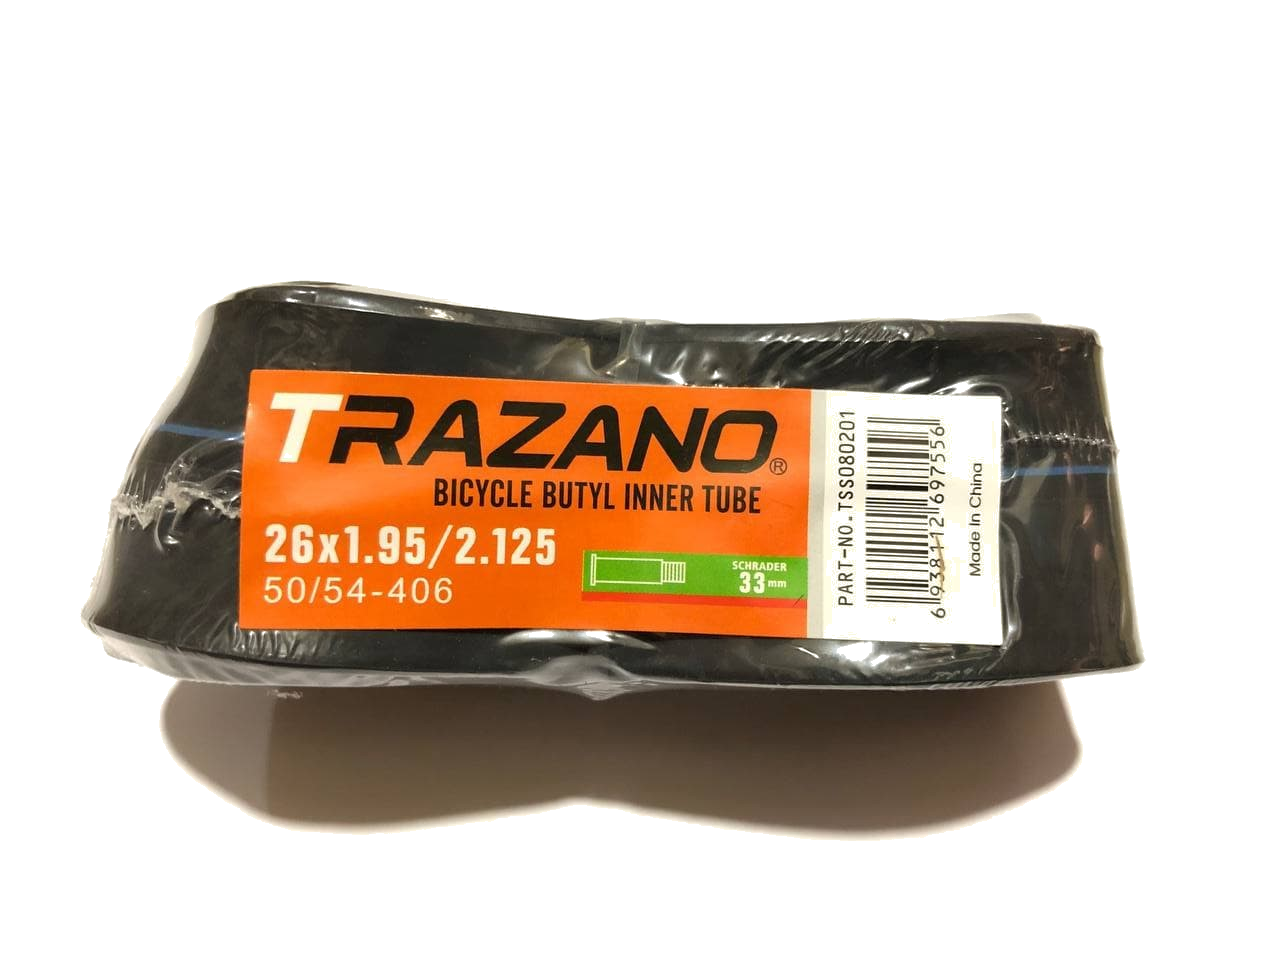 TRAZANO®
BICYCLE BUTYL INNER TUBE
26x1.95/2.125
50/54-406
SCHRADER
33mm
PART-NO.TSS080201
6 938112 697556
Made In China